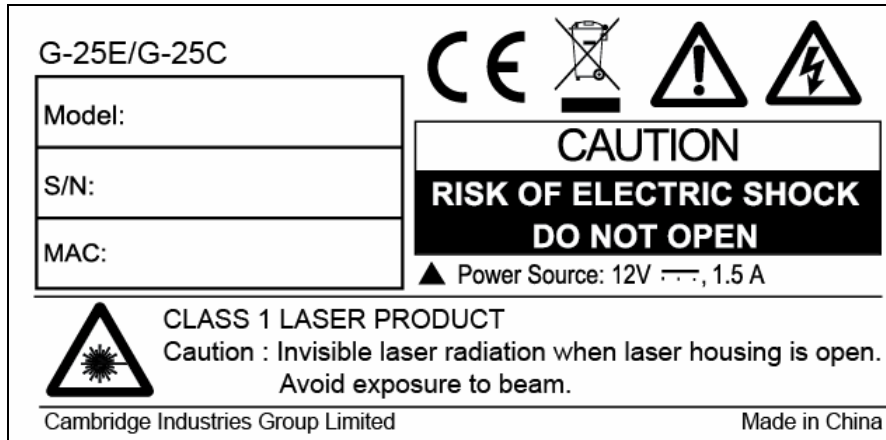 G-25E/G-25C
Model:
S/N:
MAC:
CE
CAUTION
RISK OF ELECTRIC SHOCK
DO NOT OPEN
▲ Power Source: 12V ⎓, 1.5 A
CLASS 1 LASER PRODUCT
Caution : Invisible laser radiation when laser housing is open.
Avoid exposure to beam.
Cambridge Industries Group Limited
Made in China